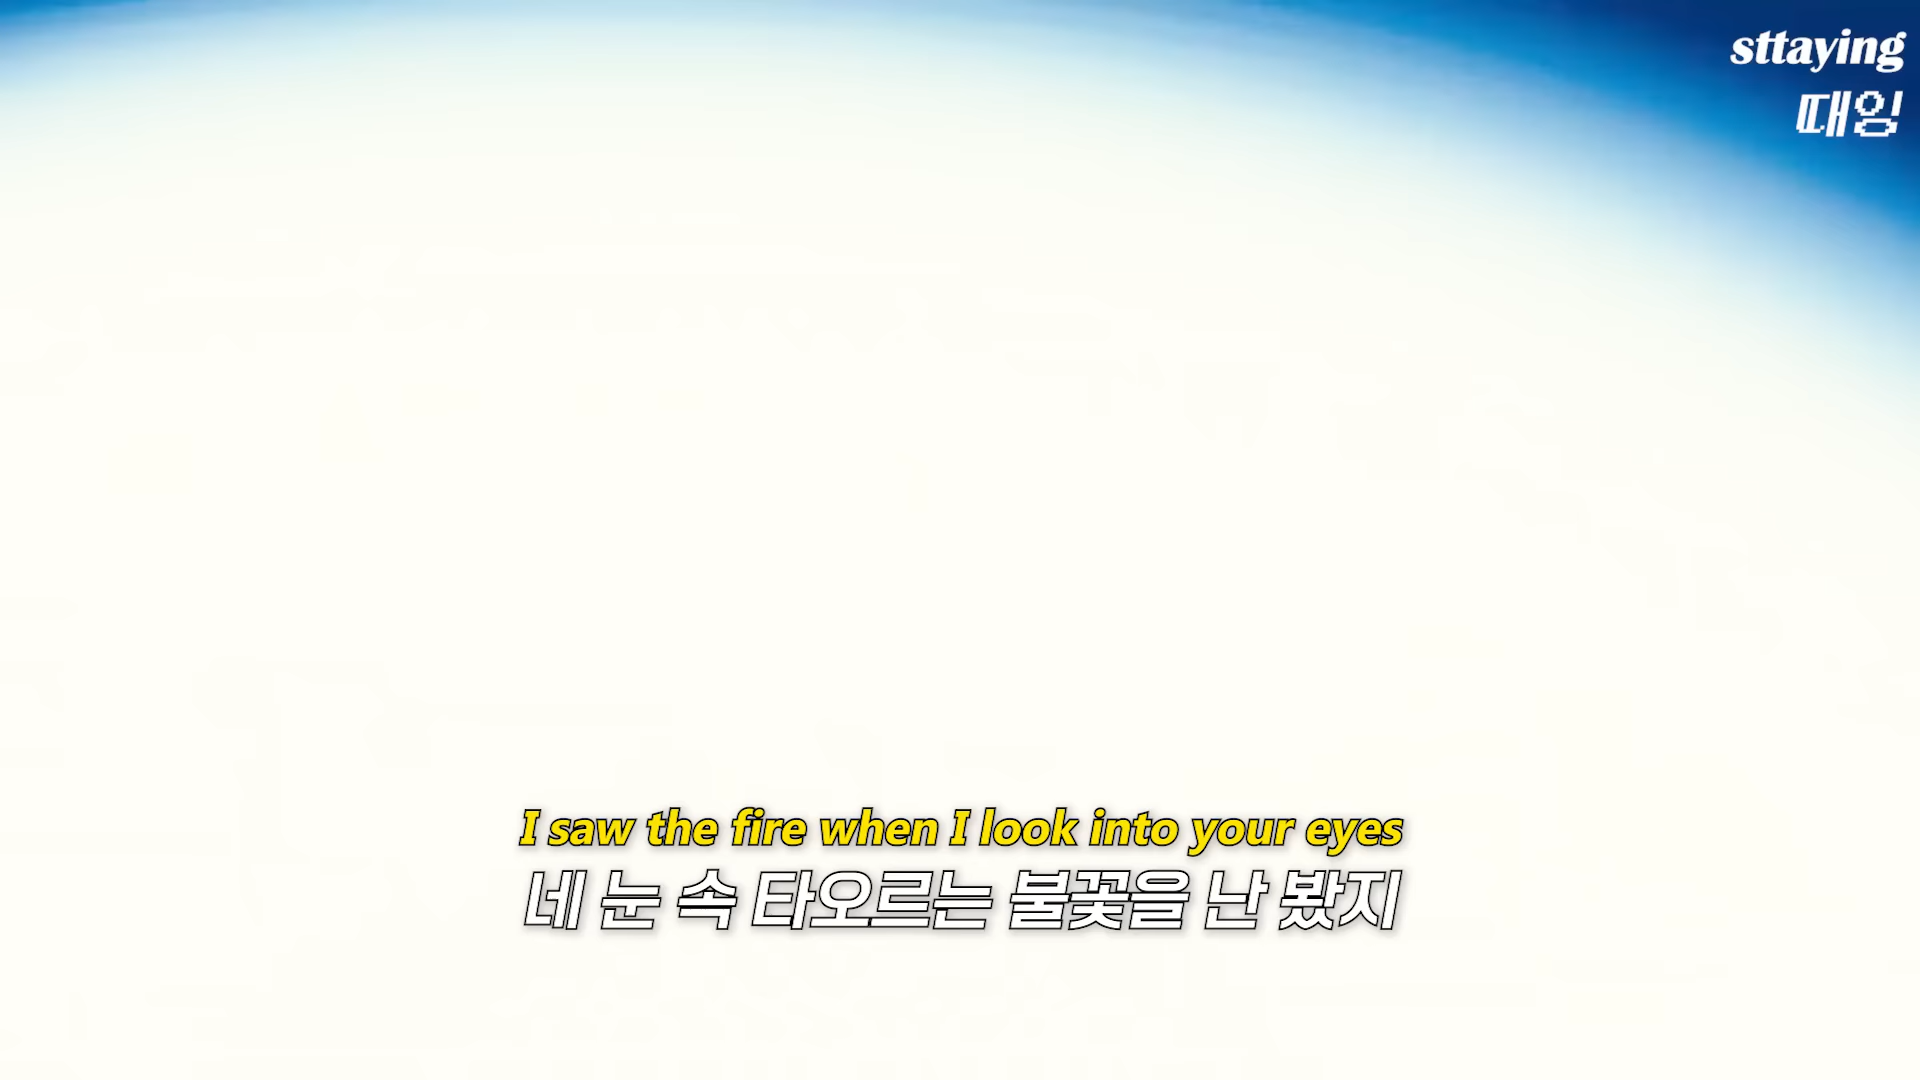 sttaying
때잉
I saw the fire when I look into your eyes
네 눈 속 타오르는 불꽃을 난 봤지